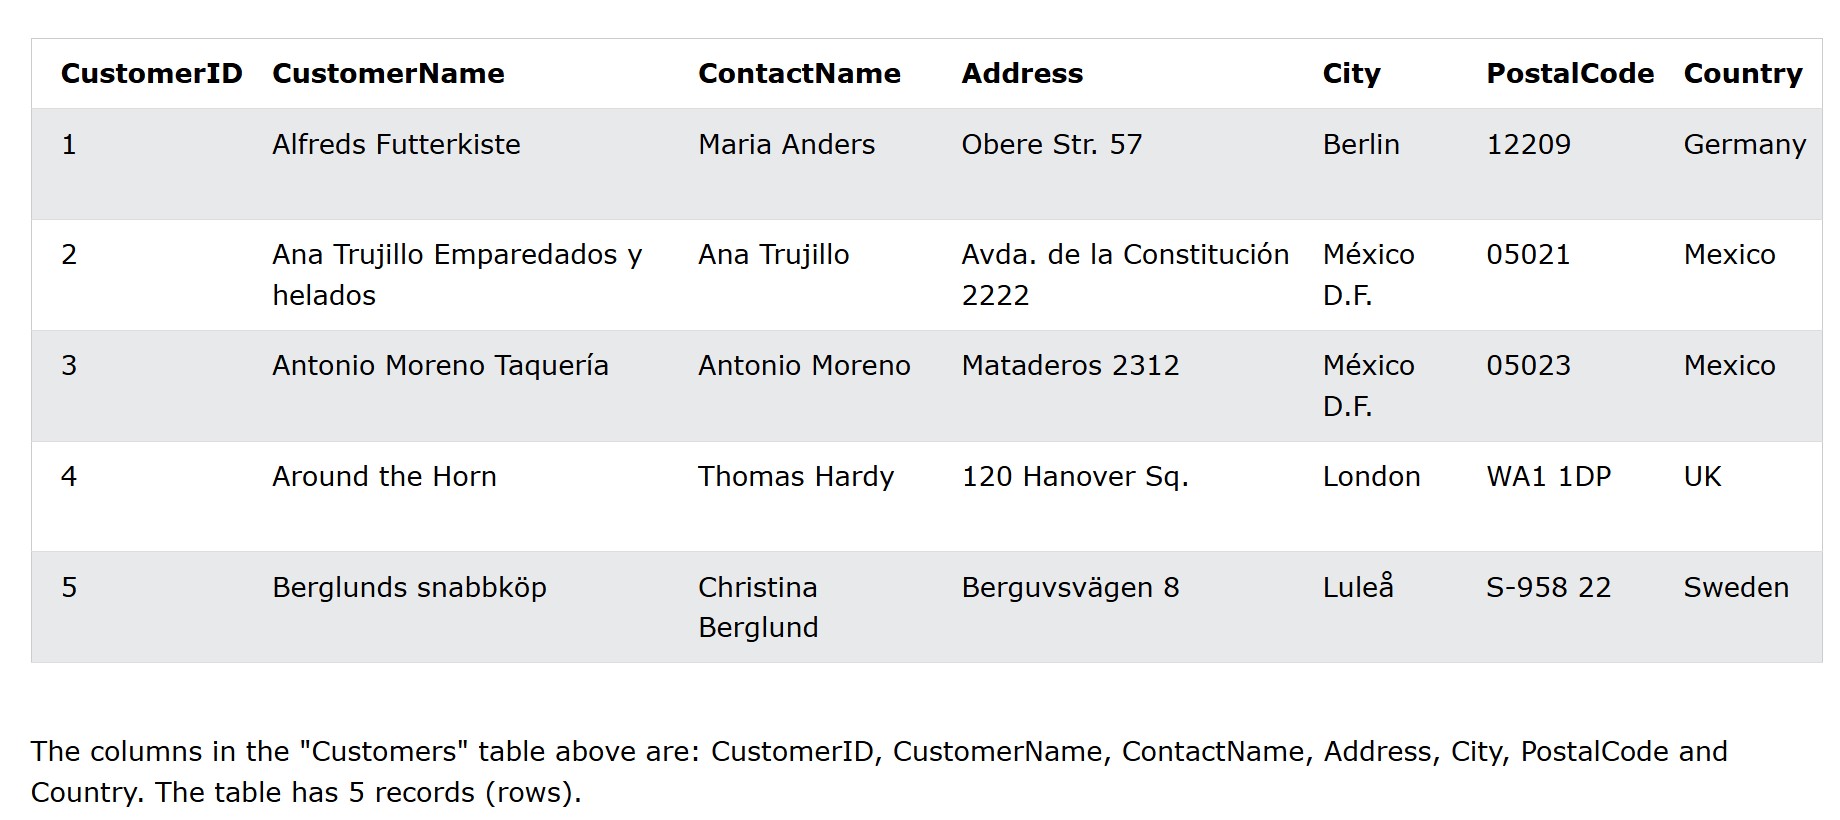 CustomerID CustomerName ContactName Address City PostalCode Country
1 Alfreds Futterkiste Maria Anders Obere Str. 57 Berlin 12209 Germany
2 Ana Trujillo Emparedados y Ana Trujillo Avda. de la Constitución México 05021 Mexico
helados 2222 D.F.
3 Antonio Moreno Taquería Antonio Moreno Mataderos 2312 México 05023 Mexico
D.F.
4 Around the Horn Thomas Hardy 120 Hanover Sq. London WA1 1DP UK
5 Berglunds snabbköp Christina Berguvsvägen 8 Luleå S-958 22 Sweden
Berglund
The columns in the "Customers" table above are: CustomerID, CustomerName, ContactName, Address, City, PostalCode and
Country. The table has 5 records (rows).